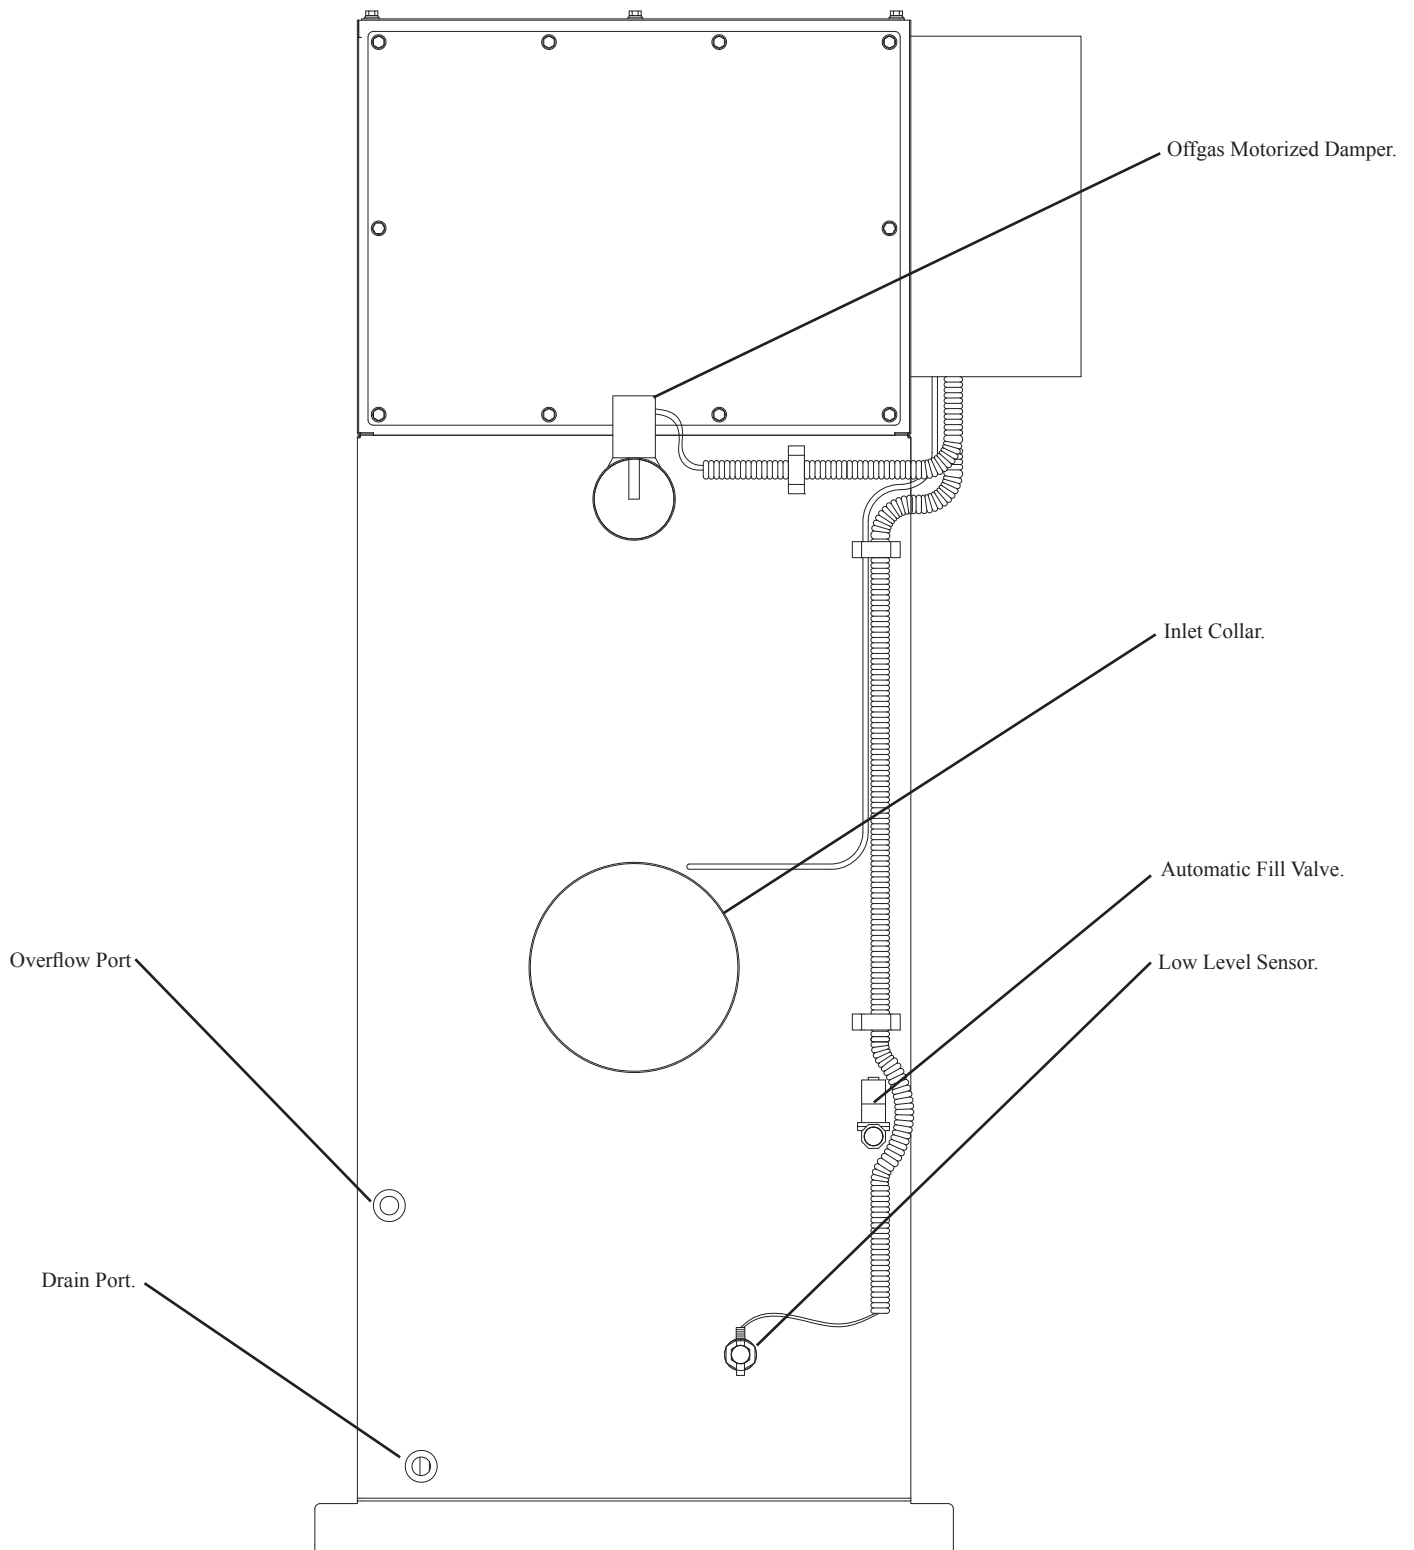 Offgas Motorized Damper.
Inlet Collar.
Automatic Fill Valve.
Overflow Port
Low Level Sensor.
Drain Port.